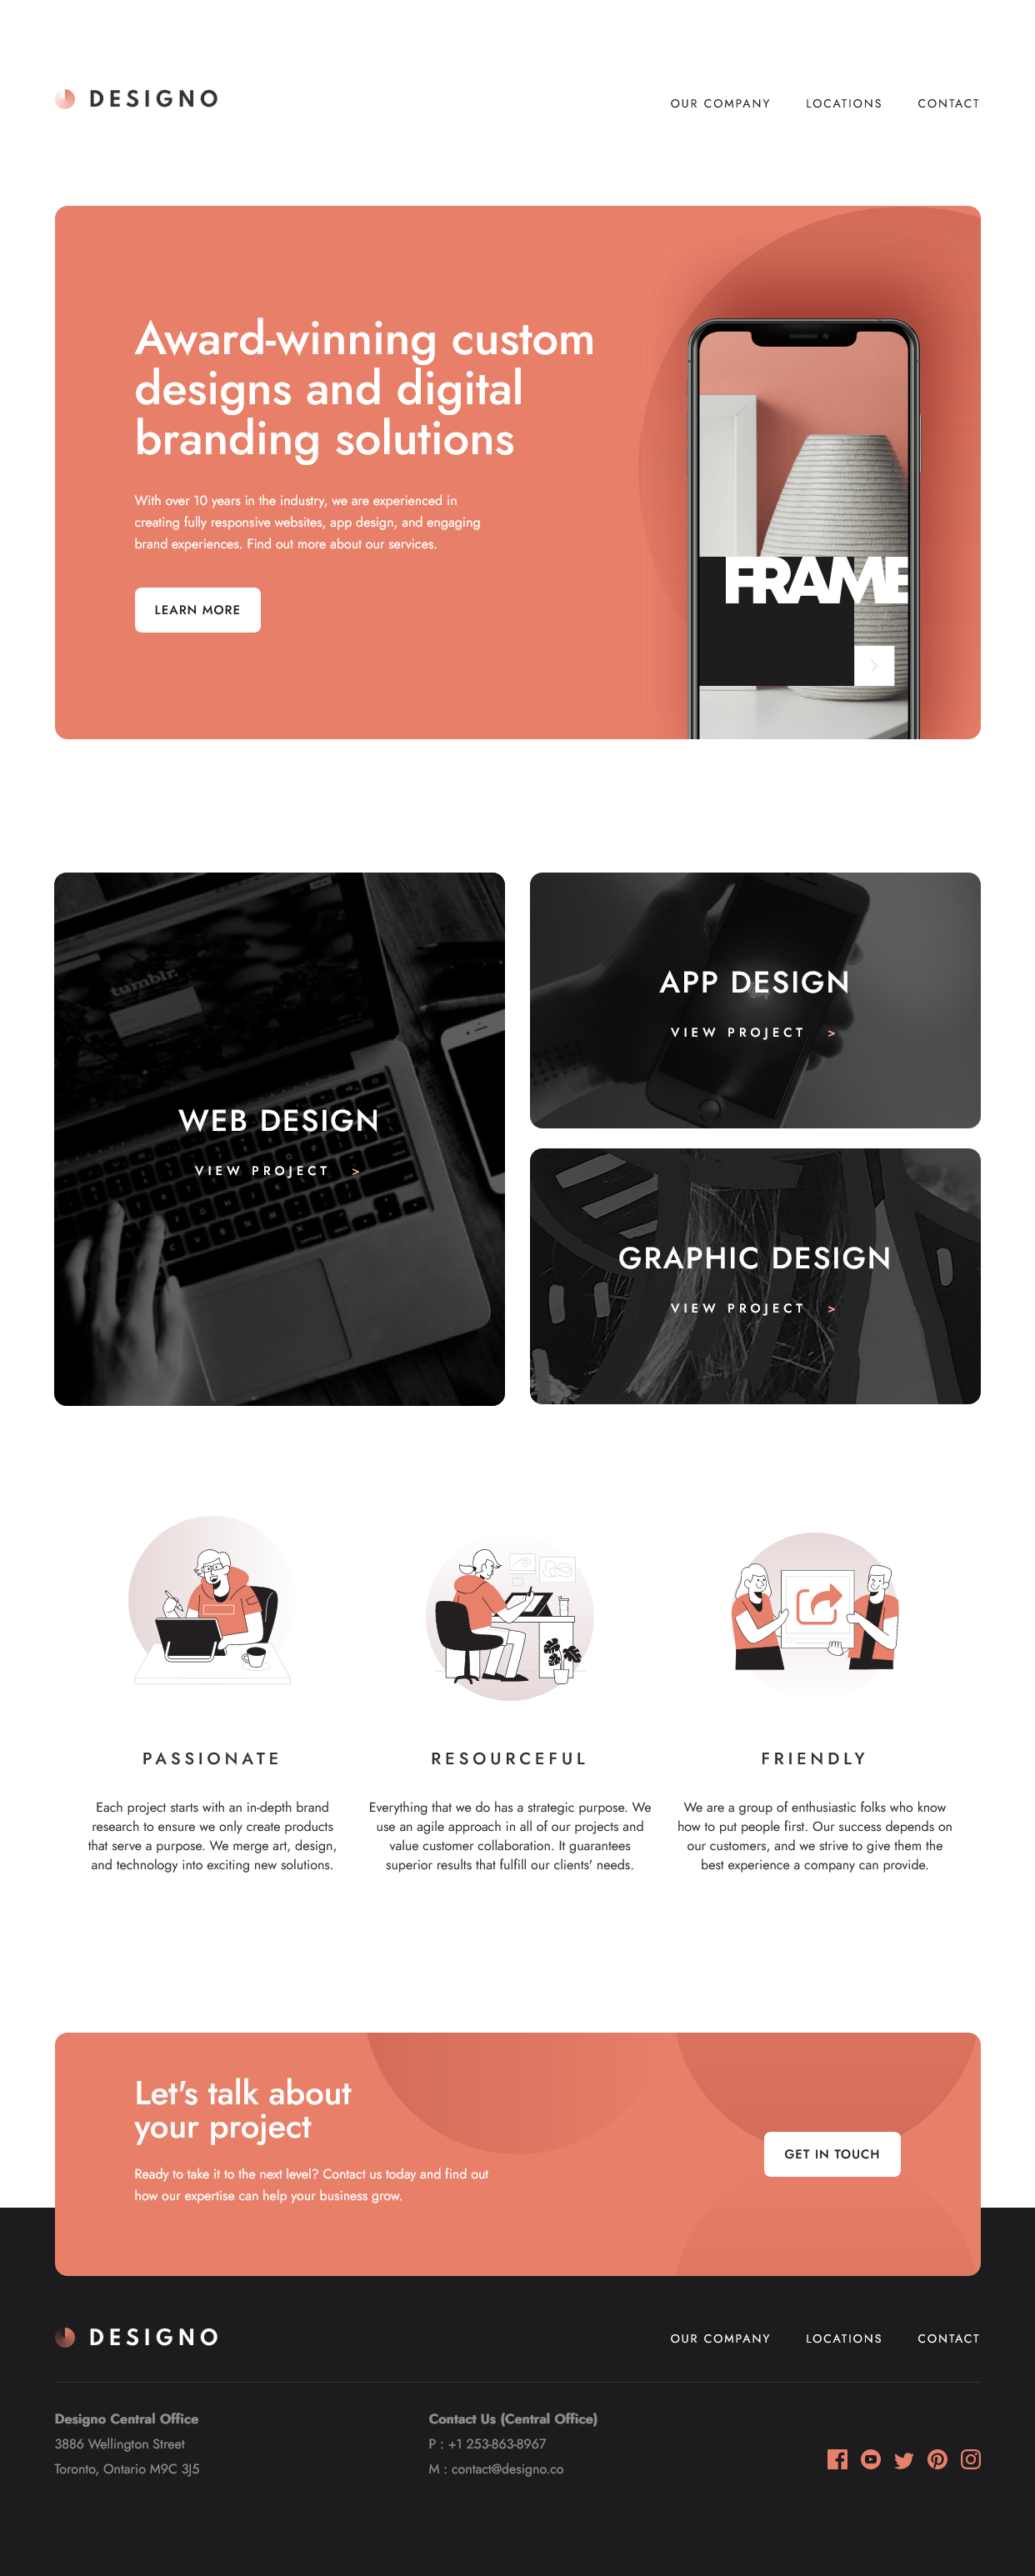 DESIGNO
OUR COMPANY LOCATIONS CONTACT
Award-winning custom
designs and digital
branding solutions
With over 10 years in the industry, we are experienced in
creating fully responsive websites, app design, and engaging
brand experiences. Find out more about our services.
LEARN MORE
FRAME
tumblr.
WEB DESIGN
VIEW PROJECT >
APP DESIGN
VIEW PROJECT >
GRAPHIC DESIGN
VIEW PROJECT >
PASSIONATE
Each project starts with an in-depth brand
research to ensure we only create products
that serve a purpose. We merge art, design,
and technology into exciting new solutions.
RESOURCEFUL
Everything that we do has a strategic purpose. We
use an agile approach in all of our projects and
value customer collaboration. It guarantees
superior results that fulfill our clients' needs.
FRIENDLY
We are a group of enthusiastic folks who know
how to put people first. Our success depends on
our customers, and we strive to give them the
best experience a company can provide.
Let's talk about
your project
Ready to take it to the next level? Contact us today and find out
how our expertise can help your business grow.
GET IN TOUCH
DESIGNO
OUR COMPANY LOCATIONS CONTACT
Designo Central Office
3886 Wellington Street
Toronto, Ontario M9C 3J5
Contact Us (Central Office)
P : +1 253-863-8967
M : contact@designo.co